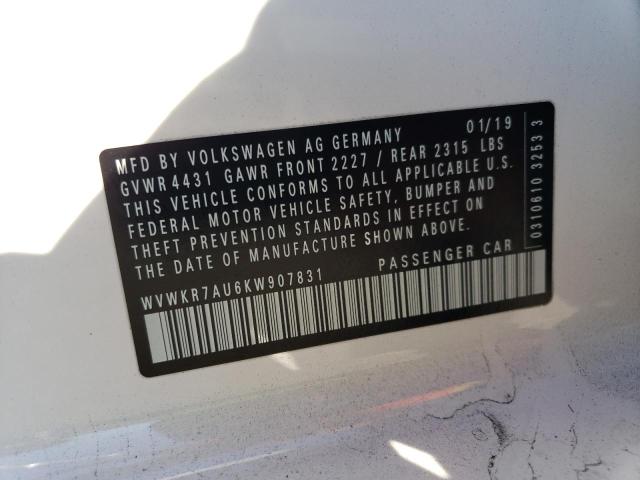 MFD BY VOLKSWAGEN AG GERMANY 01/19
GVWR 4431 GAWR FRONT 2227 / REAR 2315 LBS
THIS VEHICLE CONFORMS TO ALL APPLICABLE U.S.
FEDERAL MOTOR VEHICLE SAFETY, BUMPER AND
THEFT PREVENTION STANDARDS IN EFFECT ON
THE DATE OF MANUFACTURE SHOWN ABOVE.
WVWKR7AU6KW907831 PASSENGER CAR
0310610 3253 3